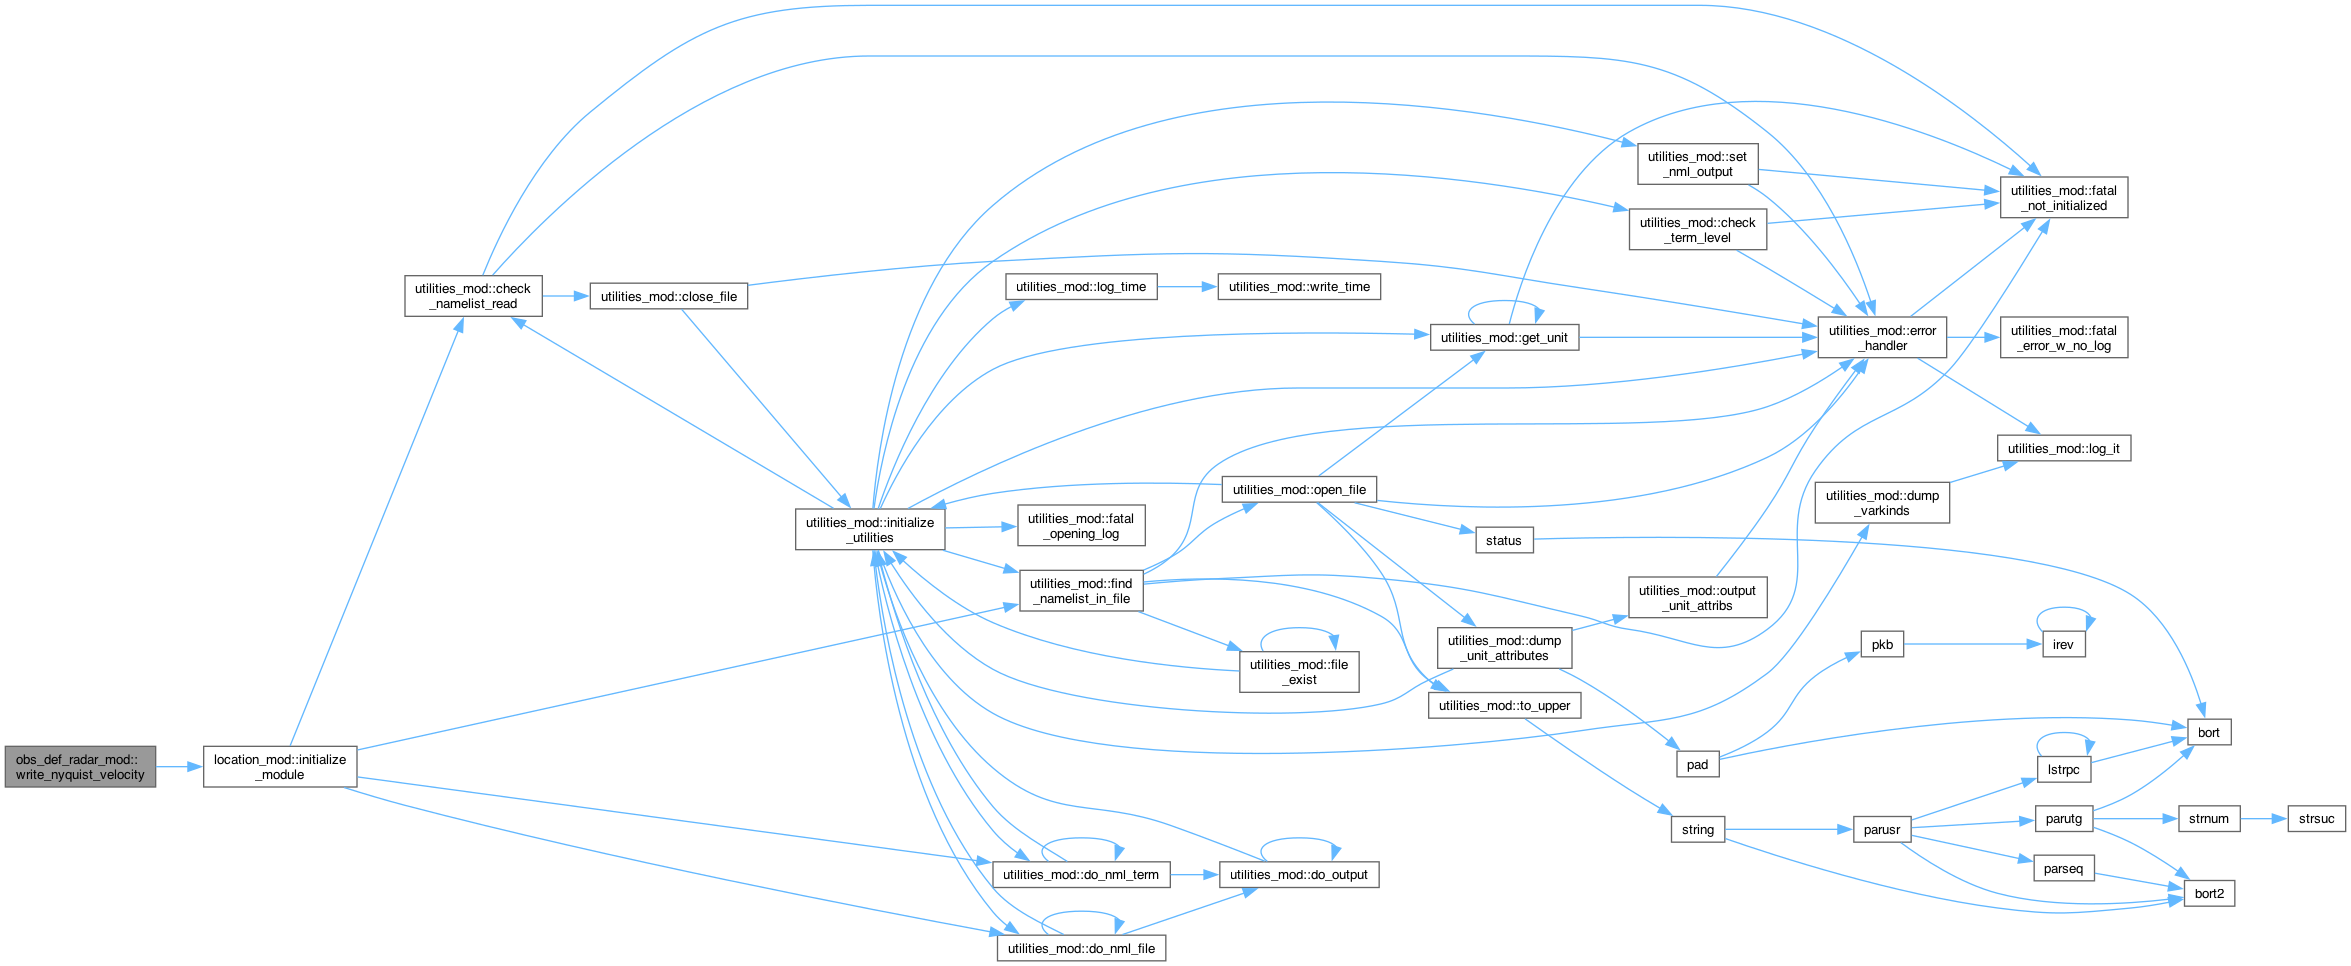 obs_def_radar_mod::
write_nyquist_velocity
location_mod::initialize
_module
utilities_mod::check
_namelist_read
utilities_mod::close_file
utilities_mod::initialize
_utilities
utilities_mod::log_time
utilities_mod::write_time
utilities_mod::fatal
_opening_log
utilities_mod::find
_namelist_in_file
utilities_mod::open_file
utilities_mod::file
_exist
utilities_mod::do_nml_term
utilities_mod::do_nml_file
utilities_mod::do_output
utilities_mod::get_unit
status
utilities_mod::dump
_unit_attributes
utilities_mod::to_upper
utilities_mod::set
_nml_output
utilities_mod::check
_term_level
utilities_mod::output
_unit_attribs
pad
string
utilities_mod::error
_handler
utilities_mod::dump
_varkinds
pkb
parusr
utilities_mod::fatal
_not_initialized
utilities_mod::fatal
_error_w_no_log
utilities_mod::log_it
irev
lstrpc
parutg
parseq
bort
strnum
bort2
strsuc